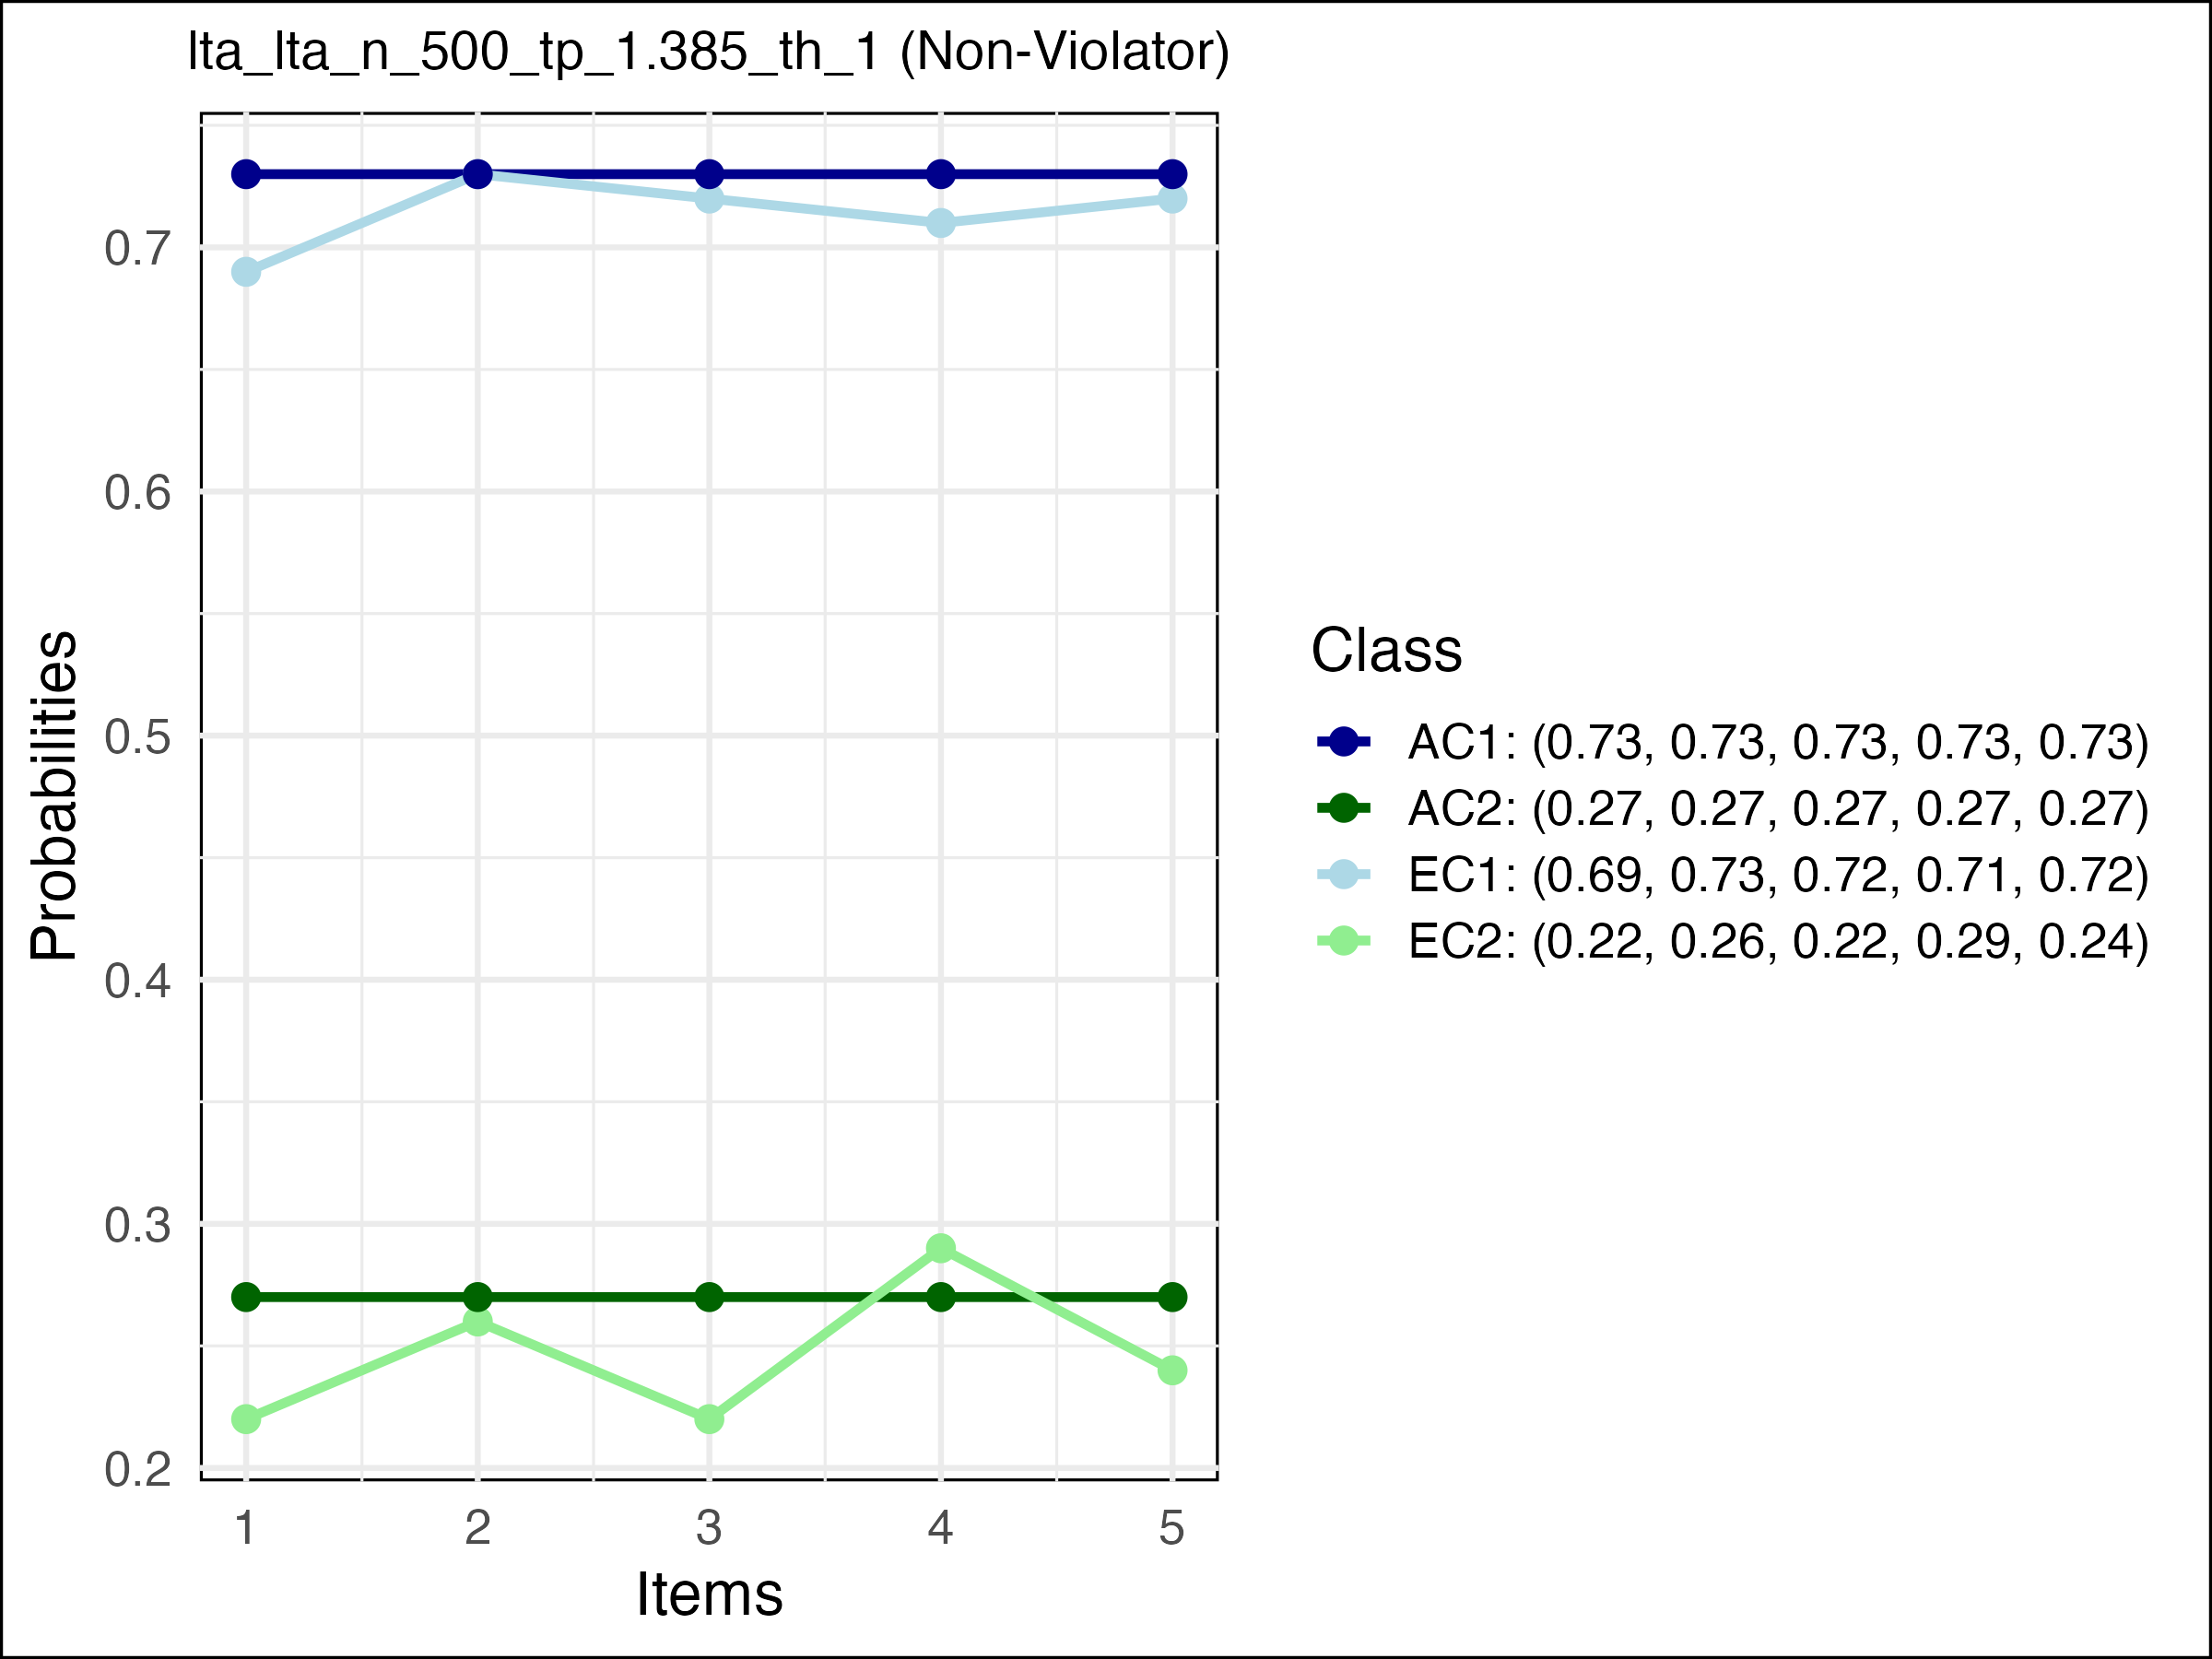 lta_lta_n_500_tp_1.385_th_1 (Non-Violator)
Probabilities
0.7
0.6
0.5
0.4
0.3
0.2
1 2 3 4 5
Items
Class
AC1: (0.73, 0.73, 0.73, 0.73, 0.73)
AC2: (0.27, 0.27, 0.27, 0.27, 0.27)
EC1: (0.69, 0.73, 0.72, 0.71, 0.72)
EC2: (0.22, 0.26, 0.22, 0.29, 0.24)